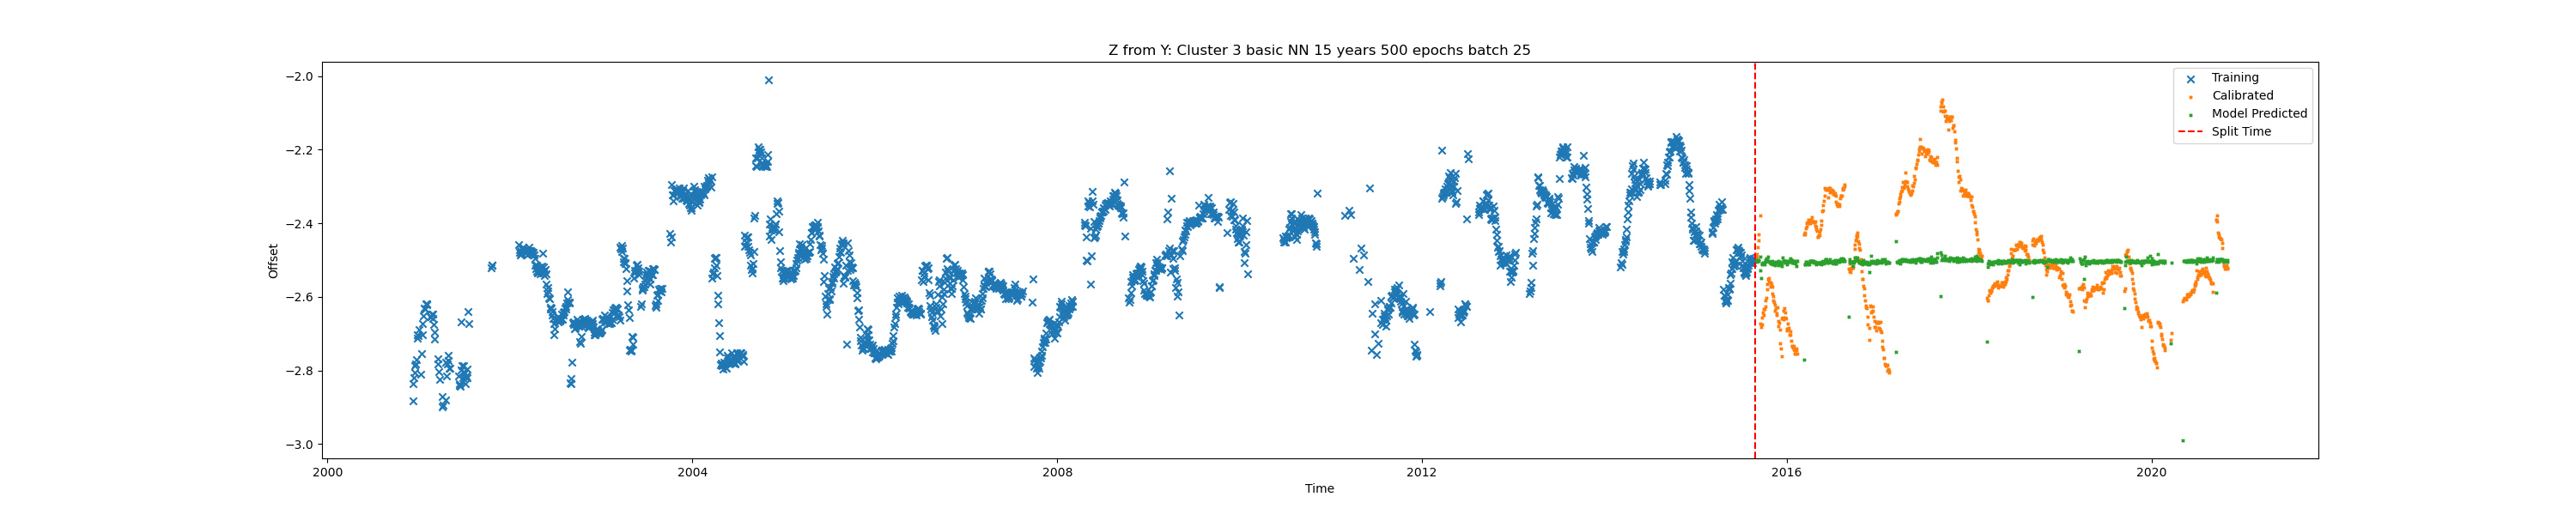 Z from Y: Cluster 3 basic NN 15 years 500 epochs batch 25
−2.0
−2.2
−2.4
−2.6
−2.8
−3.0
Offset
Training
Calibrated
Model Predicted
Split Time
2000
2004
2008
2012
2016
2020
Time